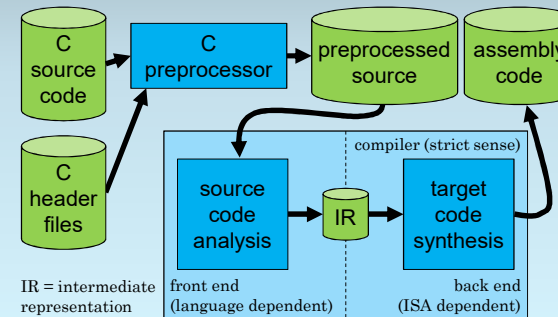 C
source
code
C
preprocessor
preprocessed
source
assembly
code
C
header
files
compiler (strict sense)
source
code
analysis
IR
target
code
synthesis
IR = intermediate
representation
front end
(language dependent)
back end
(ISA dependent)